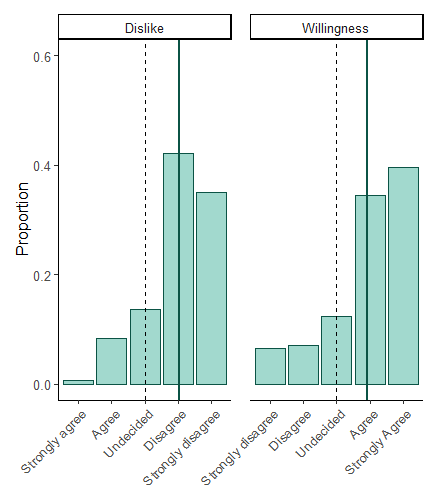 Dislike
Willingness
Proportion
0.6
0.4
0.2
0.0
Strongly agree
Agree
Undecided
Disagree
Strongly disagree
Strongly disagree
Disagree
Undecided
Agree
Strongly Agree